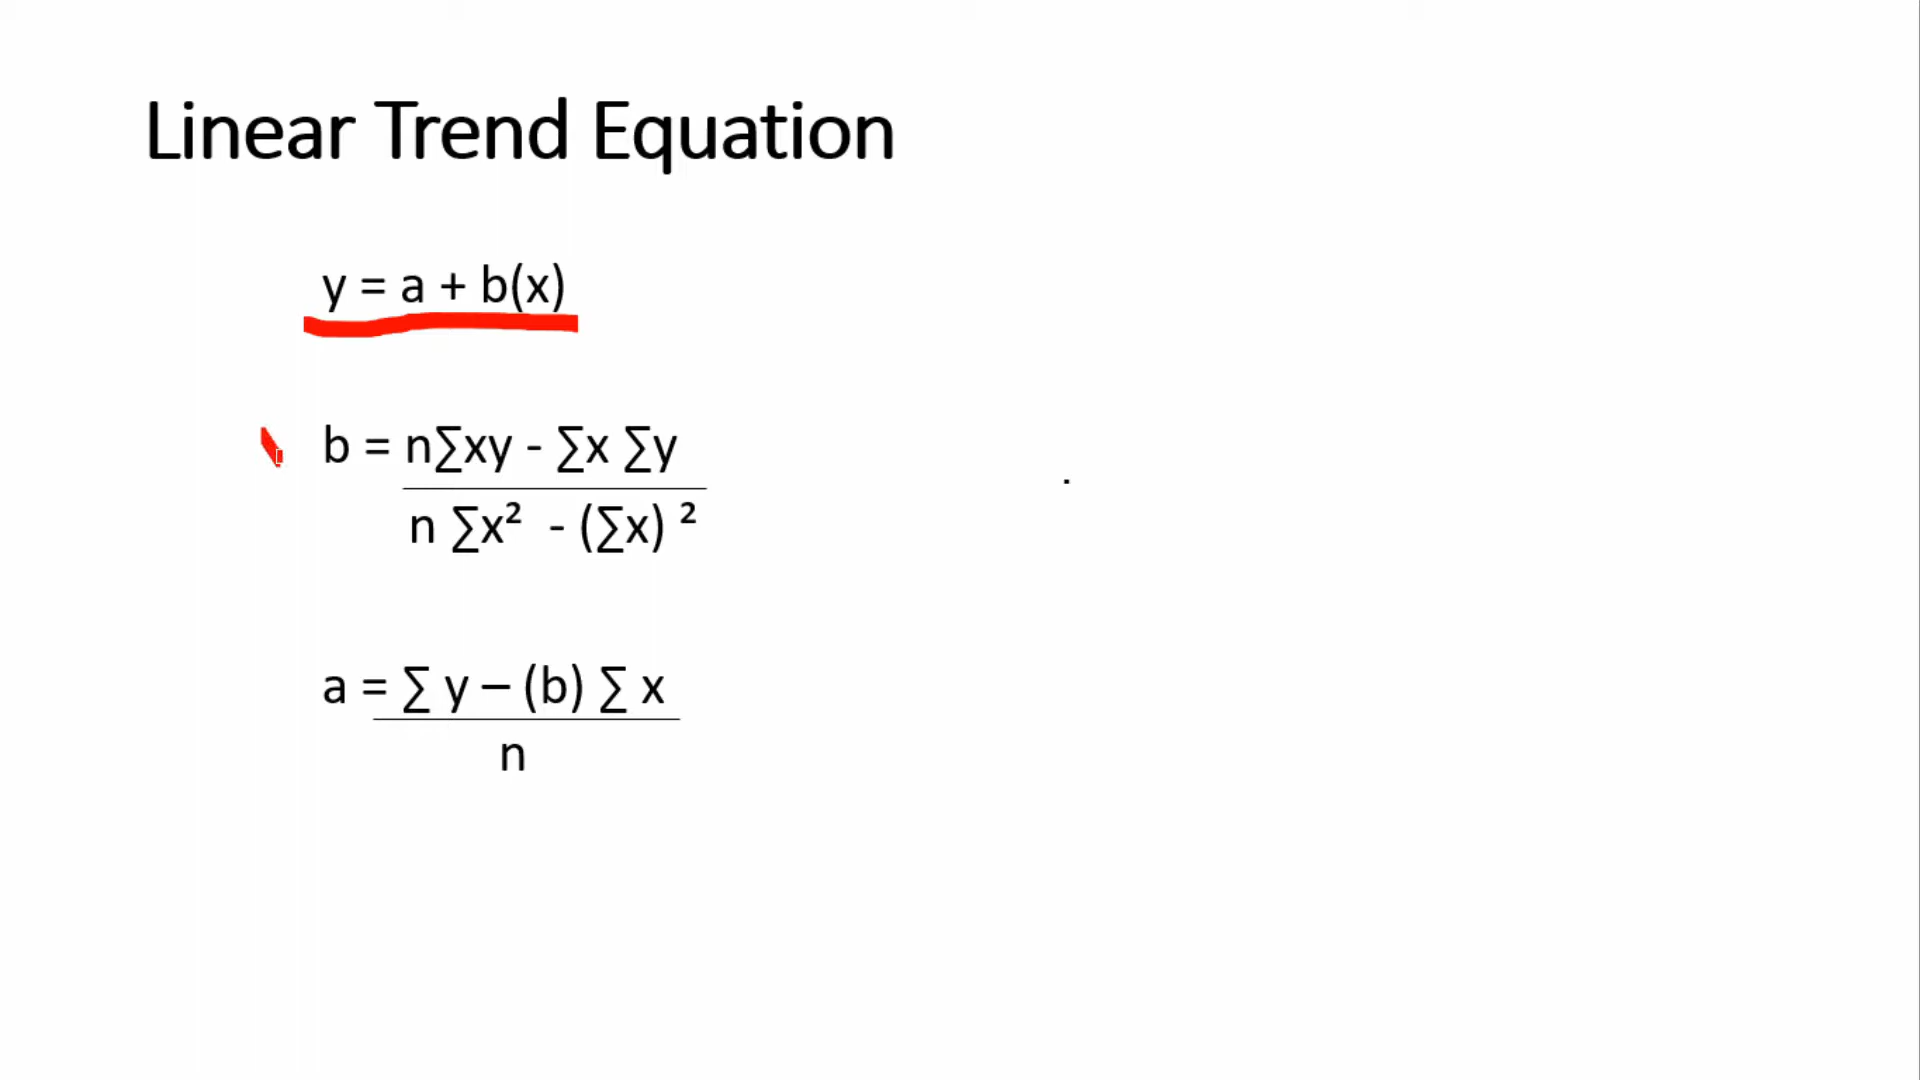 Linear Trend Equation
y = a + b(x)
b = n∑xy - ∑x ∑y
n ∑x² - (∑x) ²
a = ∑ y – (b) ∑ x
n
.